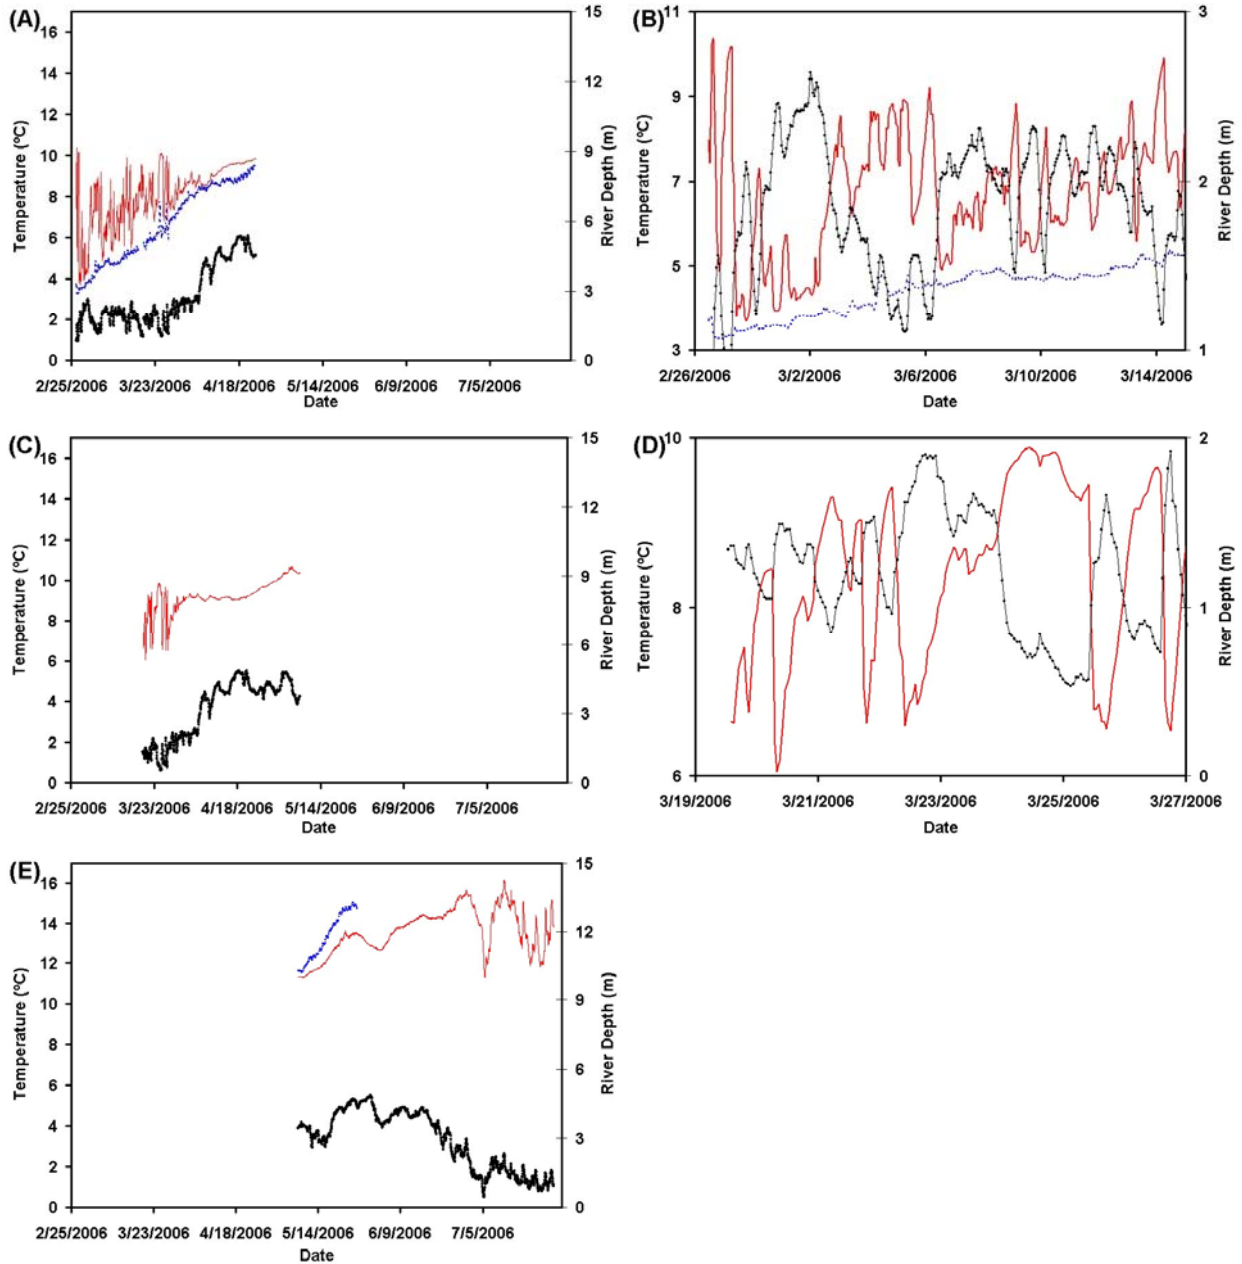 (A)
16
14
12
10
8
6
4
2
0
Temperature (ºC)
15
12
9
6
3
0
River Depth (m)
2/25/2006 3/23/2006 4/18/2006 5/14/2006 6/9/2006 7/5/2006
Date
(B)
11
9
7
5
3
Temperature (ºC)
3
2
1
River Depth (m)
2/26/2006 3/2/2006 3/6/2006 3/10/2006 3/14/2006
Date
(C)
16
14
12
10
8
6
4
2
0
Temperature (ºC)
15
12
9
6
3
0
River Depth (m)
2/25/2006 3/23/2006 4/18/2006 5/14/2006 6/9/2006 7/5/2006
Date
(D)
10
8
6
Temperature (ºC)
2
1
0
River Depth (m)
3/19/2006 3/21/2006 3/23/2006 3/25/2006 3/27/2006
Date
(E)
16
14
12
10
8
6
4
2
0
Temperature (ºC)
15
12
9
6
3
0
River Depth (m)
2/25/2006 3/23/2006 4/18/2006 5/14/2006 6/9/2006 7/5/2006
Date